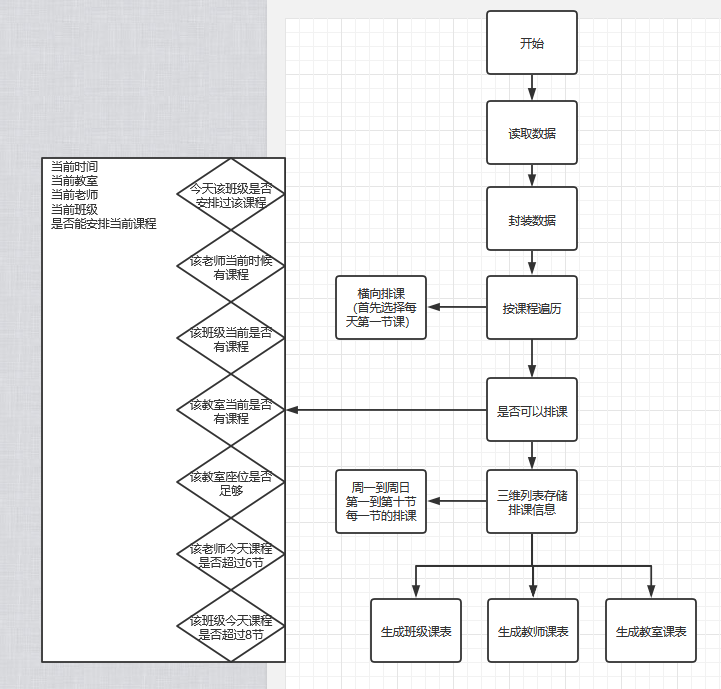 开始
读取数据
封装数据
按课程遍历
横向排课
（首先选择每
天第一节课）
是否可以排课
当前时间
当前教室
当前老师
当前班级
是否能安排当前课程
今天该班级是否
安排过该课程
该老师当前时候
有课程
该班级当前是否
有课程
该教室当前是否
有课程
该教室座位是否
足够
该老师今天课程
是否超过6节
该班级今天课程
是否超过8节
三维列表存储
排课信息
周一到周日
第一到第十节
每一节的排课
生成班级课表
生成教师课表
生成教室课表